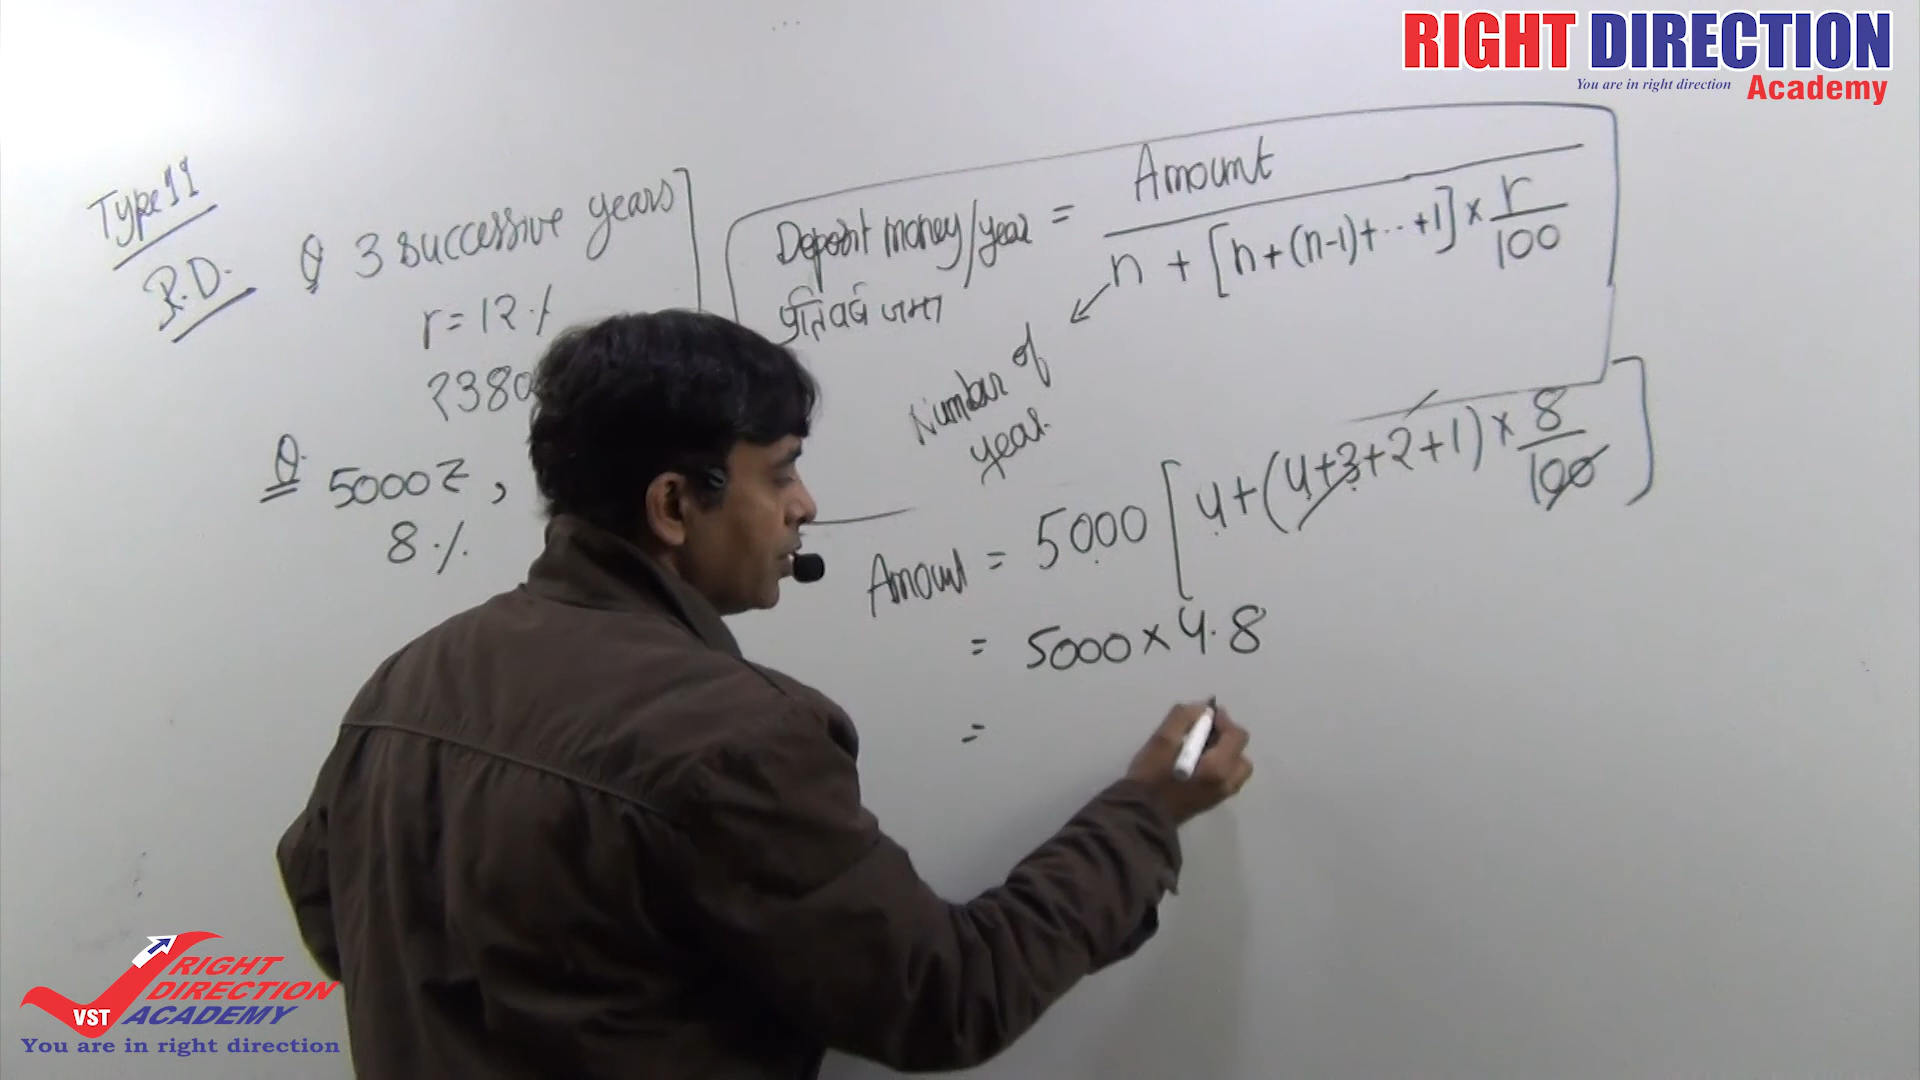 RIGHT DIRECTION
You are in right direction Academy
Type 11
R.D.
Q 3 successive years
r = 12 %
₹380
Deposit money/year = Amount / n + [n+(n-1)+...+1] × r/100
प्रतिवर्ष जमा
Number of
year.
Q. 5000₹,
8 %
Amount = 5000 [4+(4+3+2+1) × 8/100]
= 5000 × 4.8
=
VST
RIGHT
DIRECTION
ACADEMY
You are in right direction